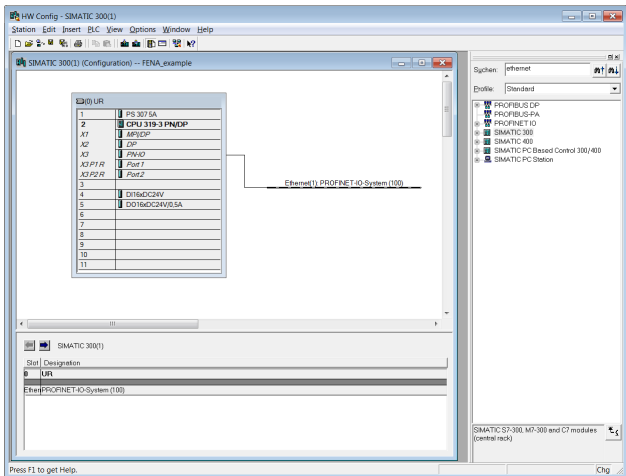 HW Config - SIMATIC 300(1)
Station Edit Insert PLC View Options Window Help
SIMATIC 300(1) (Configuration) -- FENA_example
(0) UR
1 PS 307 5A
2 CPU 319-3 PN/DP
X1 MPI/DP
X2 DP
X3 PN-IO
X3 P1 R Port 1
X3 P2 R Port 2
3
4 DI16xDC24V
5 DO16xDC24V/0,5A
6
7
8
9
10
11
Ethernet(1): PROFINET-IO-System (100)
SIMATIC 300(1)
Slot Designation
0 UR
Ether PROFINET-IO-System (100)
Suchen: ethernet
Profile: Standard
PROFIBUS DP
PROFIBUS-PA
PROFINET IO
SIMATIC 300
SIMATIC 400
SIMATIC PC Based Control 300/400
SIMATIC PC Station
SIMATIC S7-300, M7-300 and C7 modules
(central rack)
Press F1 to get Help.
Chg